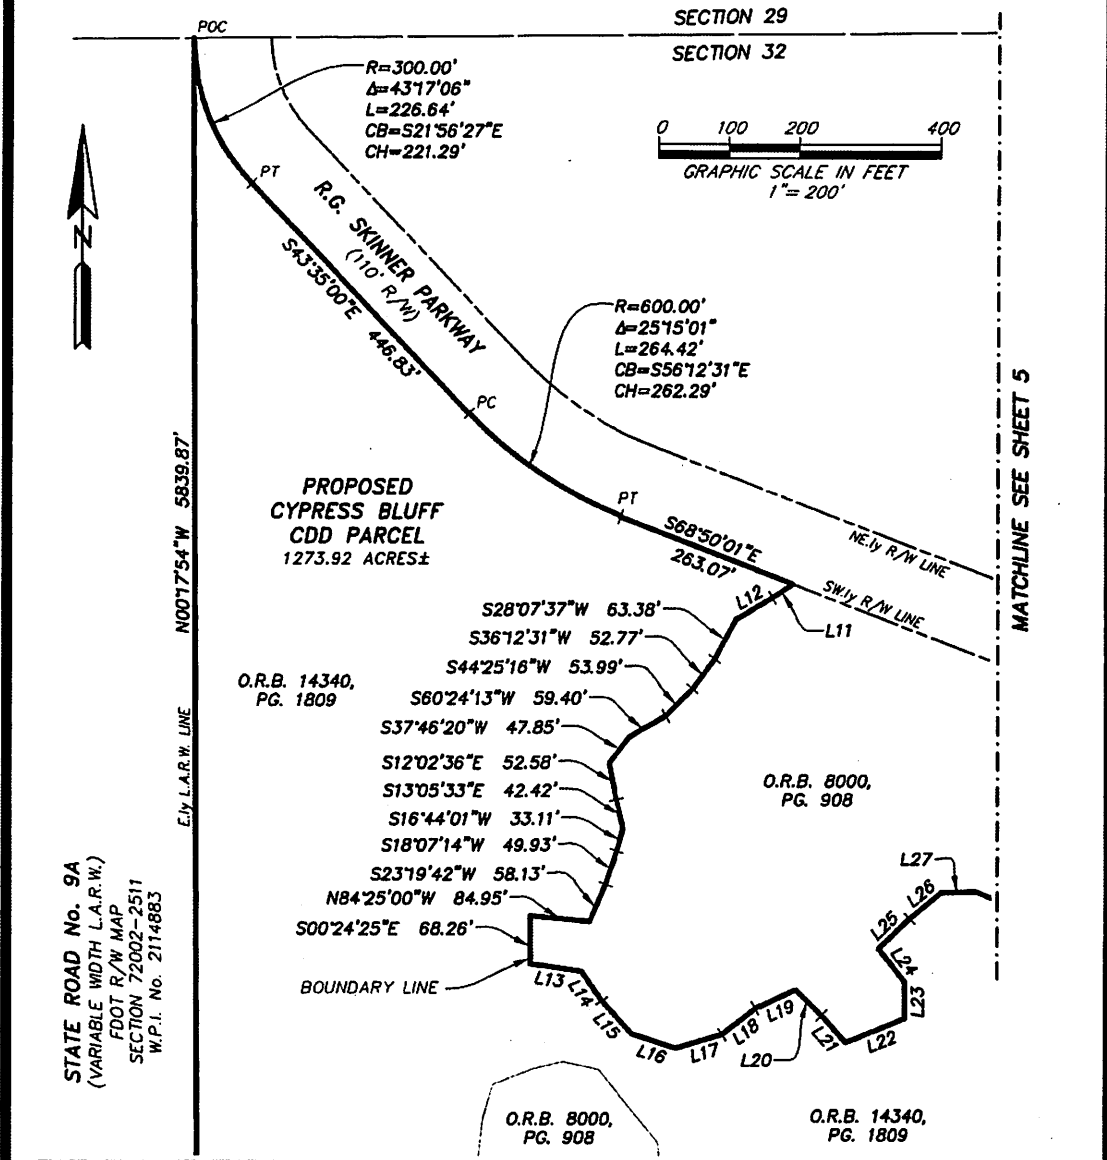 SECTION 29
POC
SECTION 32
R=300.00'
Δ=43°17'06"
L=226.64'
CB=S21°56'27"E
CH=221.29'
0 100 200 400
GRAPHIC SCALE IN FEET
1"= 200'
N
PT
R.G. SKINNER PARKWAY
(110' R/W)
S43°35'00"E 446.83'
R=600.00'
Δ=25°15'01"
L=264.42'
CB=S56°12'31"E
CH=262.29'
PC
MATCHLINE SEE SHEET 5
N00°17'54"W 5839.87'
PROPOSED
CYPRESS BLUFF
CDD PARCEL
1273.92 ACRES±
PT
S68°50'01"E
263.07'
NE.ly R/W LINE
SW.ly R/W LINE
L12
L11
S28°07'37"W 63.38'
S36°12'31"W 52.77'
S44°25'16"W 53.99'
S60°24'13"W 59.40'
S37°46'20"W 47.85'
S12°02'36"E 52.58'
S13°05'33"E 42.42'
S16°44'01"W 33.11'
S18°07'14"W 49.93'
S23°19'42"W 58.13'
N84°25'00"W 84.95'
S00°24'25"E 68.26'
BOUNDARY LINE
O.R.B. 14340,
PG. 1809
E.ly L.A.R.W. LINE
O.R.B. 8000,
PG. 908
STATE ROAD No. 9A
(VARIABLE WIDTH L.A.R.W.)
FDOT R/W MAP
SECTION 72002-2511
W.P.I. No. 2114883
L13
L14
L15
L16
L17
L18
L19
L20
L21
L22
L23
L24
L25
L26
L27
O.R.B. 8000,
PG. 908
O.R.B. 14340,
PG. 1809